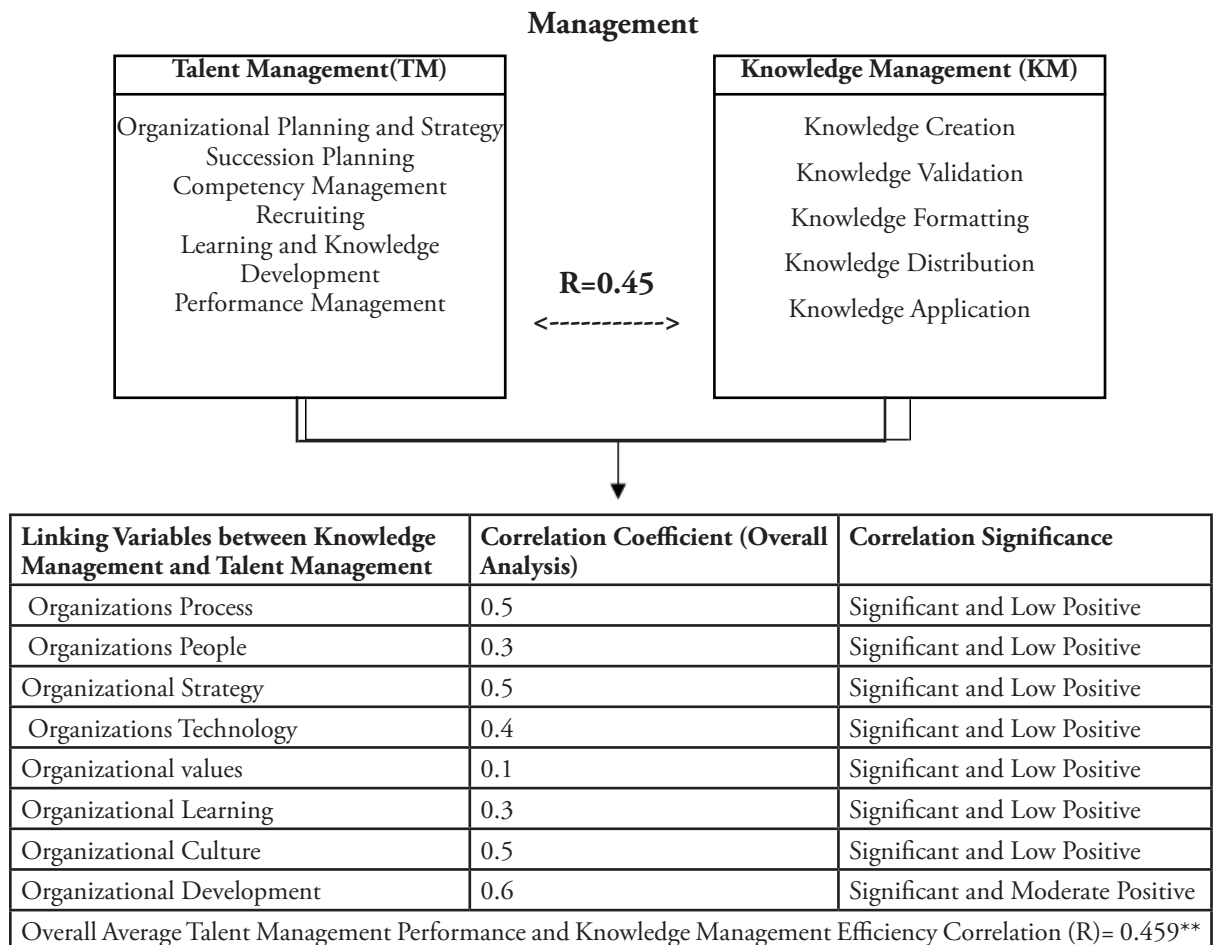 Management
Talent Management(TM)
Organizational Planning and Strategy
Succession Planning
Competency Management
Recruiting
Learning and Knowledge
Development
Performance Management
R=0.45
<----------->
Knowledge Management (KM)
Knowledge Creation
Knowledge Validation
Knowledge Formatting
Knowledge Distribution
Knowledge Application
Linking Variables between Knowledge
Management and Talent Management
Correlation Coefficient (Overall
Analysis)
Correlation Significance
Organizations Process 0.5 Significant and Low Positive
Organizations People 0.3 Significant and Low Positive
Organizational Strategy 0.5 Significant and Low Positive
Organizations Technology 0.4 Significant and Low Positive
Organizational values 0.1 Significant and Low Positive
Organizational Learning 0.3 Significant and Low Positive
Organizational Culture 0.5 Significant and Low Positive
Organizational Development 0.6 Significant and Moderate Positive
Overall Average Talent Management Performance and Knowledge Management Efficiency Correlation (R)= 0.459**